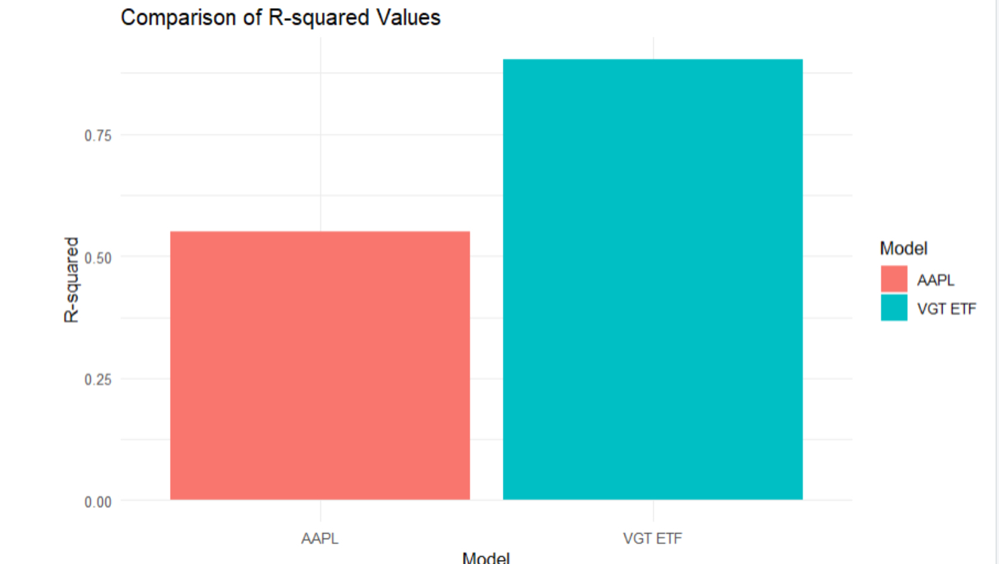 Comparison of R-squared Values
R-squared
0.75
0.50
0.25
0.00
AAPL
VGT ETF
Model
Model
AAPL
VGT ETF